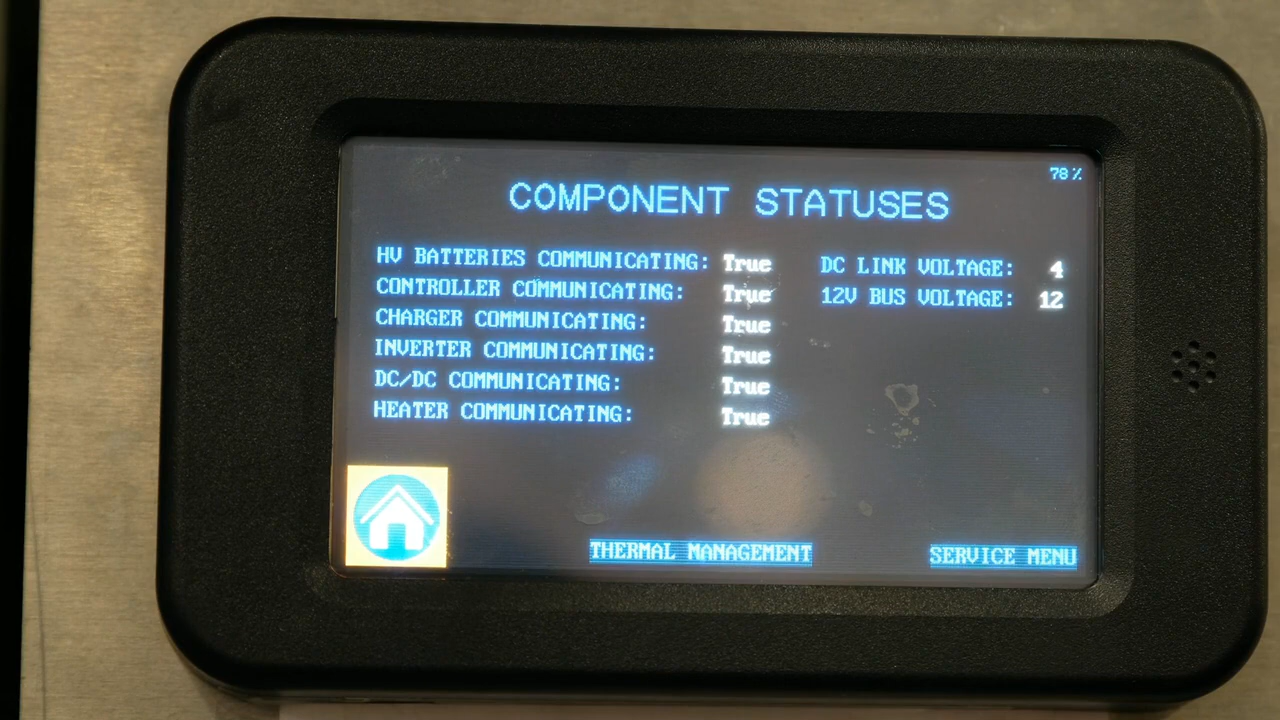 78%
COMPONENT STATUSES
HV BATTERIES COMMUNICATING: True
CONTROLLER COMMUNICATING: True
CHARGER COMMUNICATING: True
INVERTER COMMUNICATING: True
DC/DC COMMUNICATING: True
HEATER COMMUNICATING: True
DC LINK VOLTAGE: 4
12V BUS VOLTAGE: 12
THERMAL MANAGEMENT
SERVICE MENU